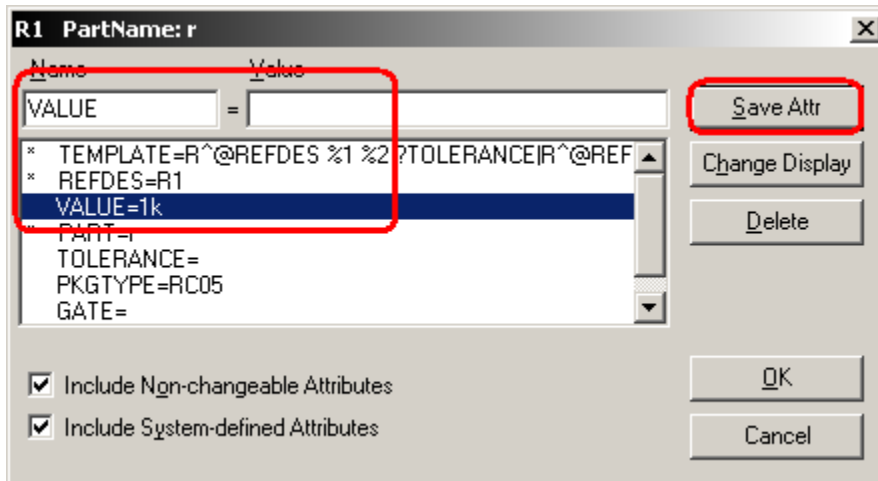 R1 PartName: r
Name Value
VALUE =
Save Attr
* TEMPLATE=R^@REFDES %1 %2 ?TOLERANCE|R^@REF
* REFDES=R1
VALUE=1k
* PART=r
TOLERANCE=
PKGTYPE=RC05
GATE=
Change Display
Delete
Include Non-changeable Attributes
Include System-defined Attributes
OK
Cancel